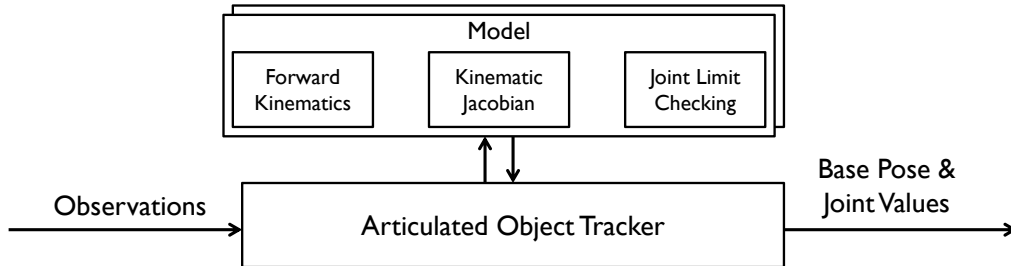 Model
Forward
Kinematics
Kinematic
Jacobian
Joint Limit
Checking
Observations
Articulated Object Tracker
Base Pose &
Joint Values